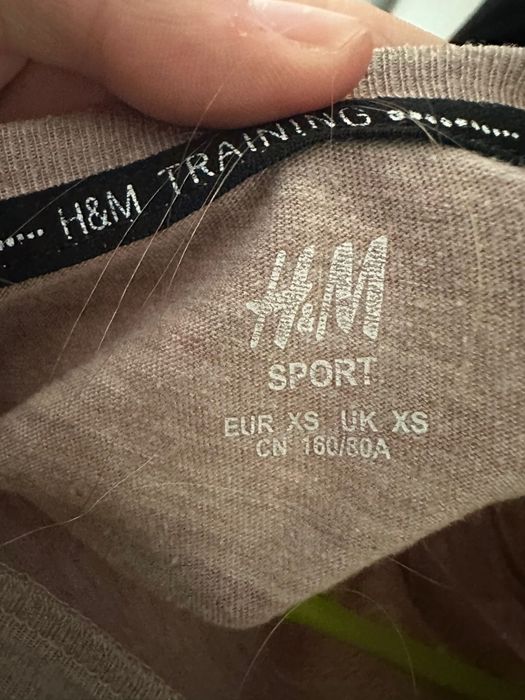 H&M TRAINING
H&M
SPORT
EUR XS UK XS
CN 160/80A